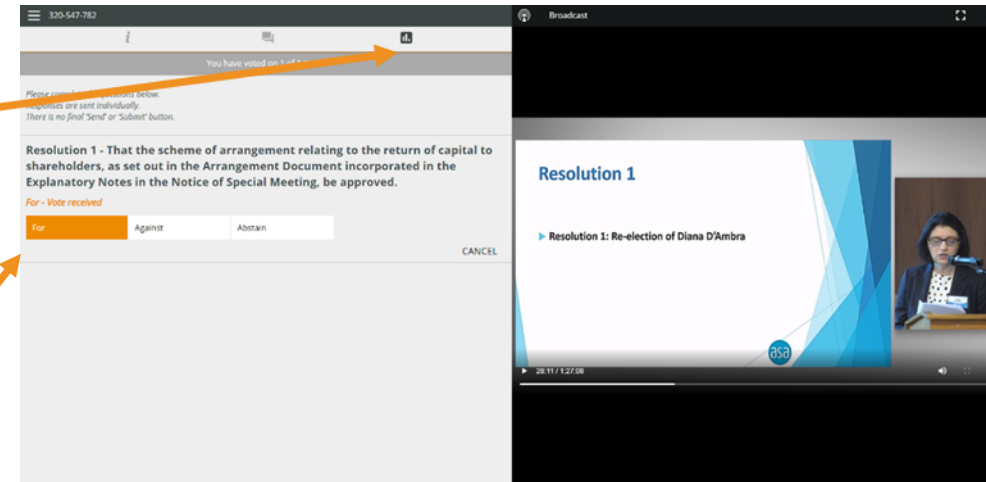 320-547-782
Broadcast
i
You have voted on 1 of 1
Please complete the questions below.
Responses are sent individually.
There is no final 'Send' or 'Submit' button.
Resolution 1 - That the scheme of arrangement relating to the return of capital to
shareholders, as set out in the Arrangement Document incorporated in the
Explanatory Notes in the Notice of Special Meeting, be approved.
For - Vote received
For
Against
Abstain
CANCEL
Resolution 1
Resolution 1: Re-election of Diana D'Ambra
asa
28:11 / 1:27:06